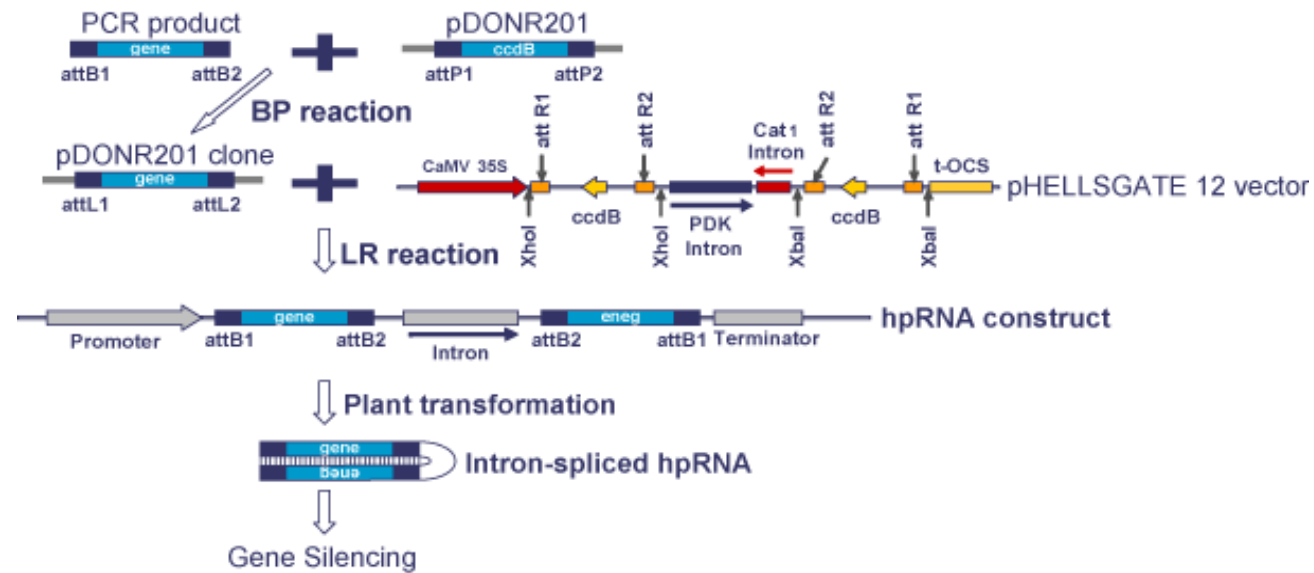 PCR product
pDONR201
gene
ccdB
attB1
attB2
attP1
attP2
BP reaction
pDONR201 clone
gene
attL1
attL2
CaMV 35S
att R1
att R2
Cat 1
Intron
att R2
att R1
t-OCS
pHELLSGATE 12 vector
ccdB
PDK
Intron
ccdB
XhoI
XhoI
XbaI
XbaI
LR reaction
gene
eneg
hpRNA construct
Promoter
attB1
attB2
Intron
attB2
attB1
Terminator
Plant transformation
gene
gene
Intron-spliced hpRNA
Gene Silencing